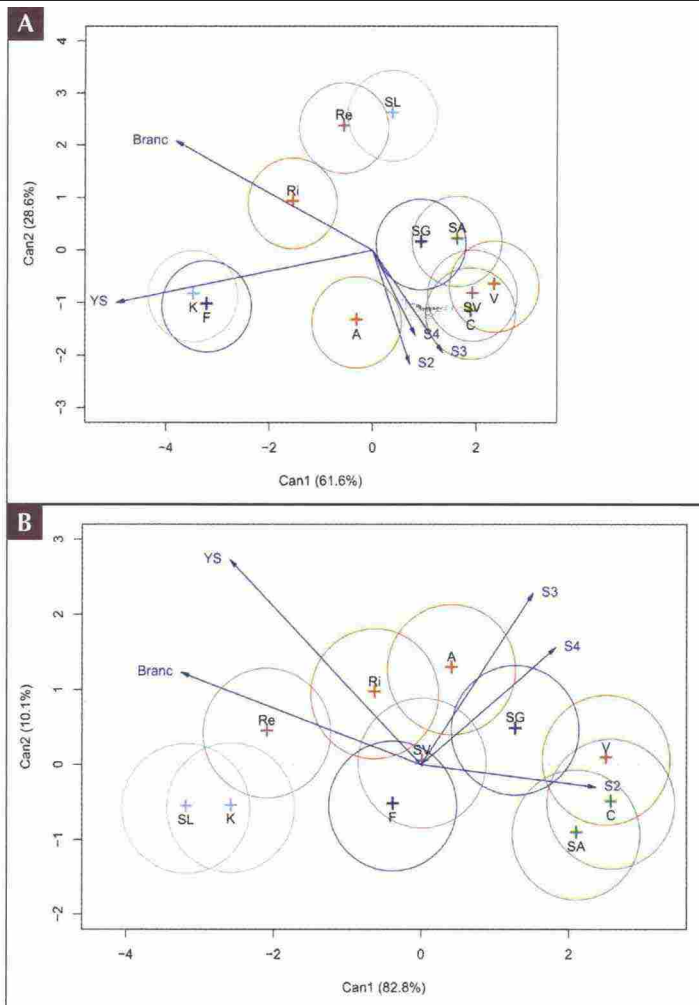 A
4
3
2
1
0
-1
-2
-3
Can2 (28.6%)
SL
Re
Branc
Ri
SG
SA
YS
K
F
A
V
SV
C
S4
S3
S2
-4
-2
0
2
Can1 (61.6%)
B
3
2
1
0
-1
-2
Can2 (10.1%)
YS
S3
S4
A
Branc
Ri
Re
SG
SV
V
S2
C
SL
K
F
SA
-4
-2
0
2
Can1 (82.8%)